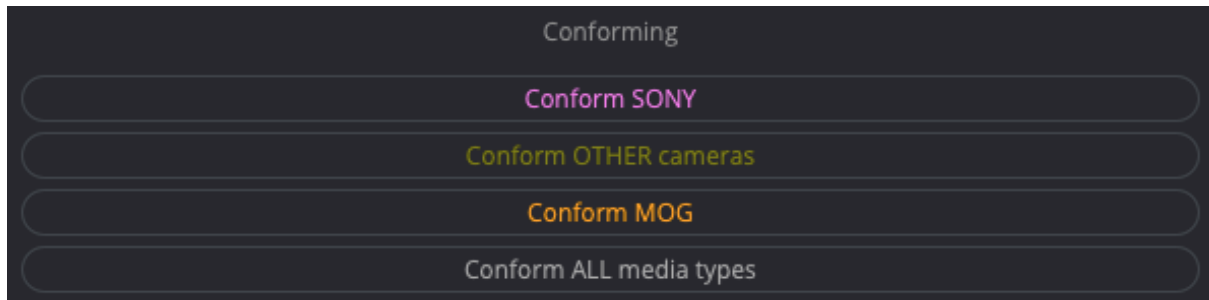 Conforming
Conform SONY
Conform OTHER cameras
Conform MOG
Conform ALL media types